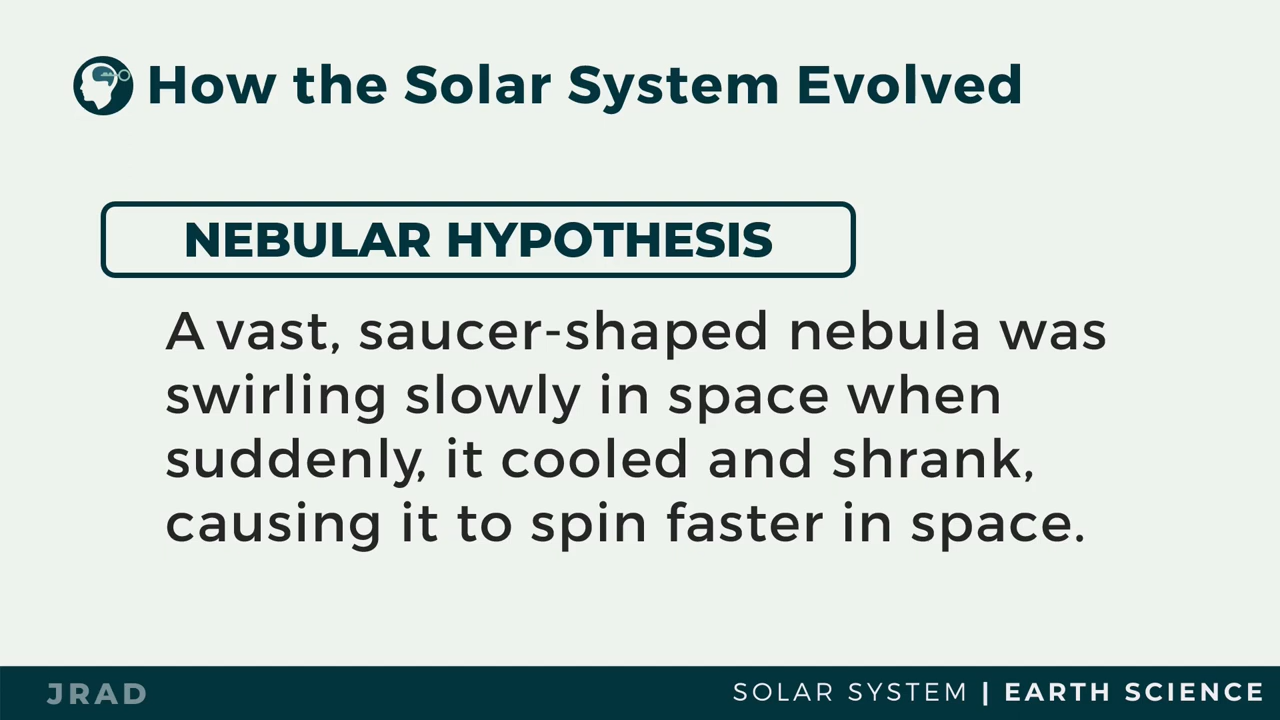 How the Solar System Evolved
NEBULAR HYPOTHESIS
A vast, saucer-shaped nebula was
swirling slowly in space when
suddenly, it cooled and shrank,
causing it to spin faster in space.
JRAD
SOLAR SYSTEM | EARTH SCIENCE